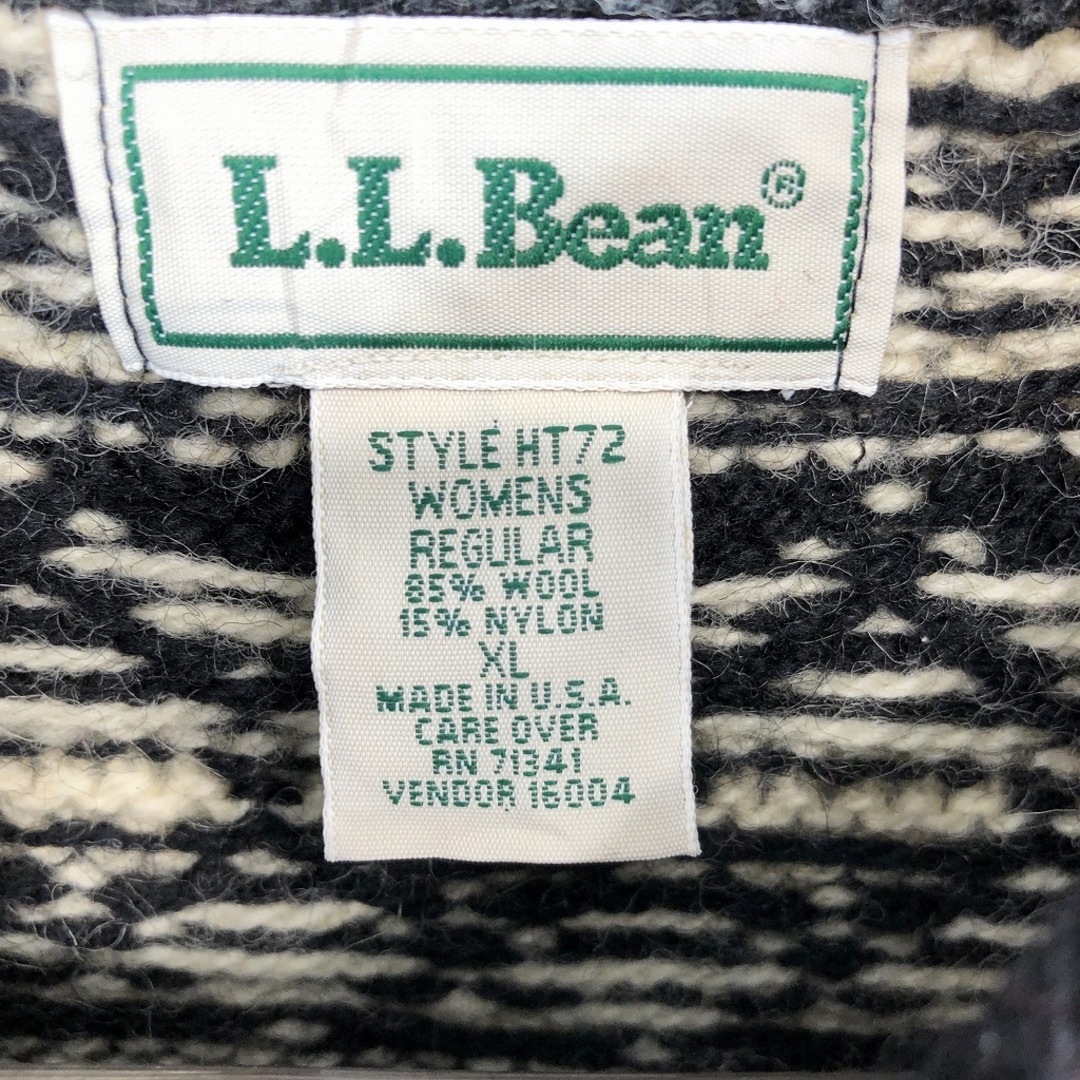 L.L.Bean®
STYLE HT72
WOMENS
REGULAR
85% WOOL
15% NYLON
XL
MADE IN U.S.A.
CARE OVER
RN 71341
VENDOR 16004